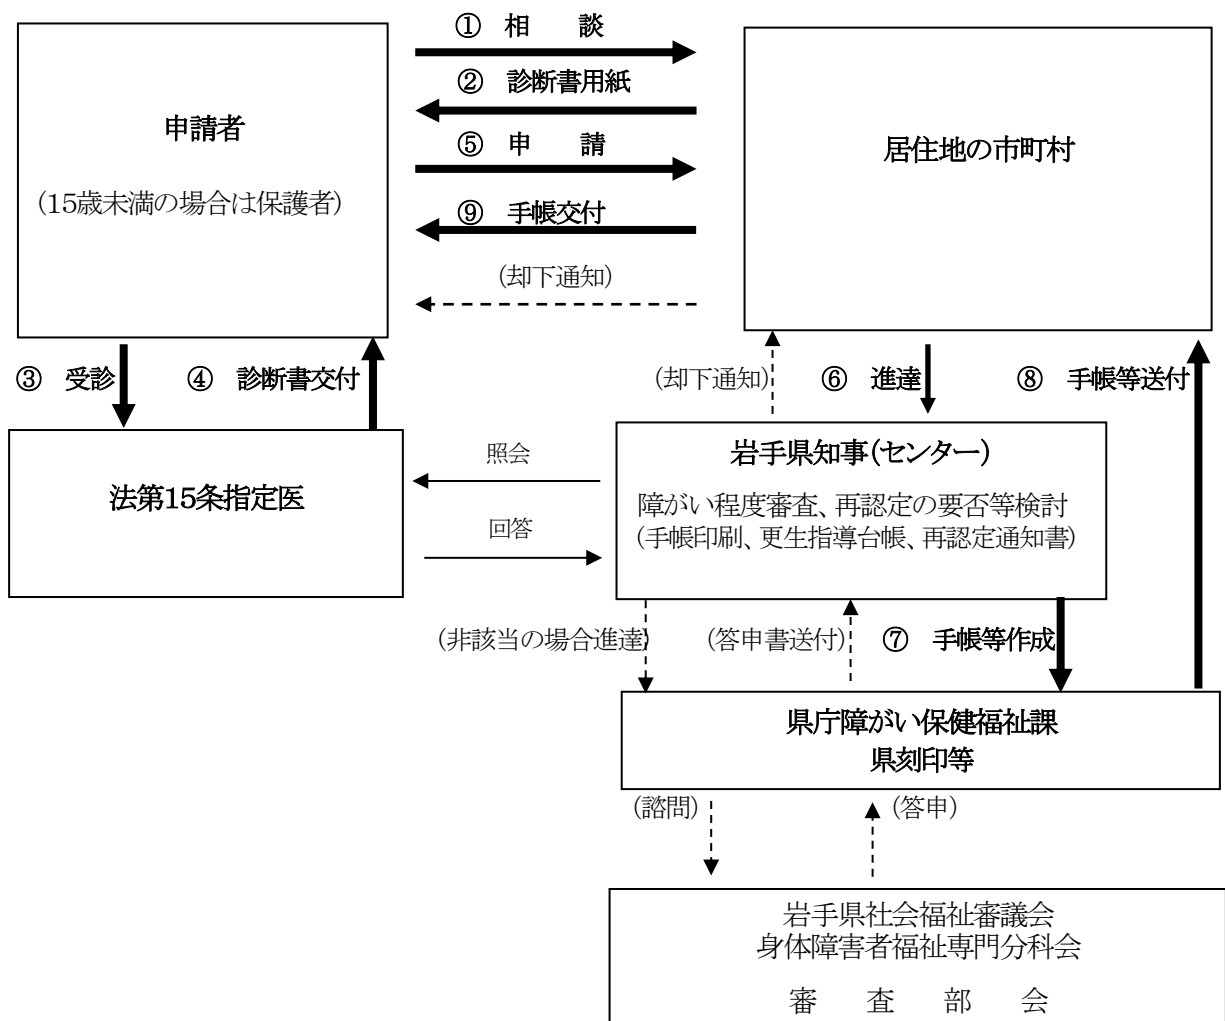 ① 相　　談
② 診断書用紙
申請者
(15歳未満の場合は保護者)
⑤ 申　　請
居住地の市町村
⑨ 手帳交付
(却下通知)
③ 受診
④ 診断書交付
(却下通知)
⑥ 進達
⑧ 手帳等送付
法第15条指定医
照会
回答
岩手県知事(センター)
障がい程度審査、再認定の要否等検討
(手帳印刷、更生指導台帳、再認定通知書)
(非該当の場合進達)
(答申書送付)
⑦ 手帳等作成
県庁障がい保健福祉課
県刻印等
(諮問)
(答申)
岩手県社会福祉審議会
身体障害者福祉専門分科会
審　査　部　会